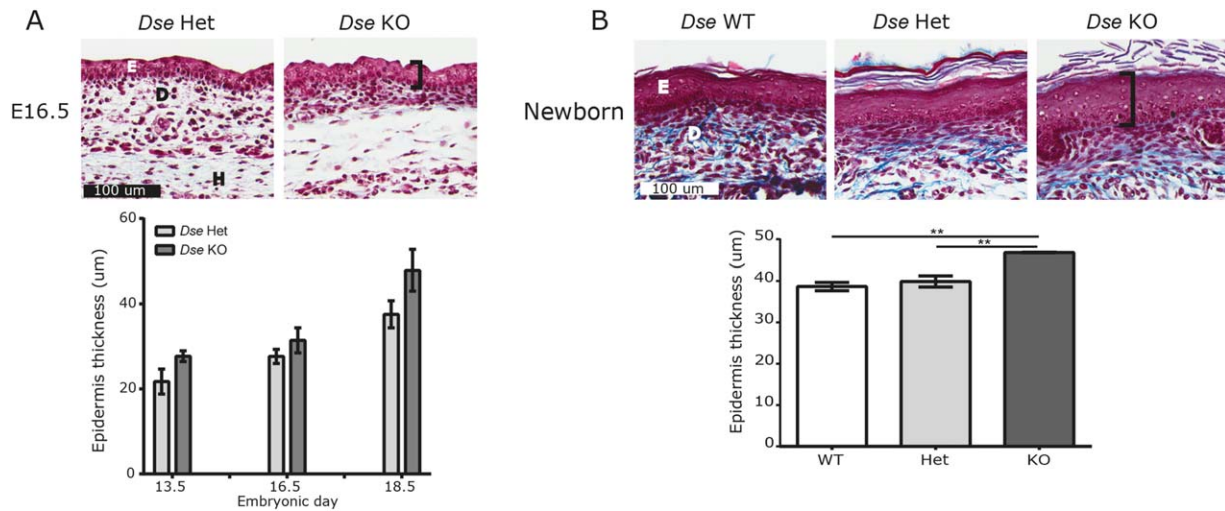 A
Dse Het
Dse KO
E16.5
E
D
H
100 um
Epidermis thickness (um)
60
40
20
0
Dse Het
Dse KO
13.5
16.5
18.5
Embryonic day
B
Dse WT
Dse Het
Dse KO
Newborn
E
D
100 um
Epidermis thickness (um)
50
40
30
20
10
0
**
**
WT
Het
KO